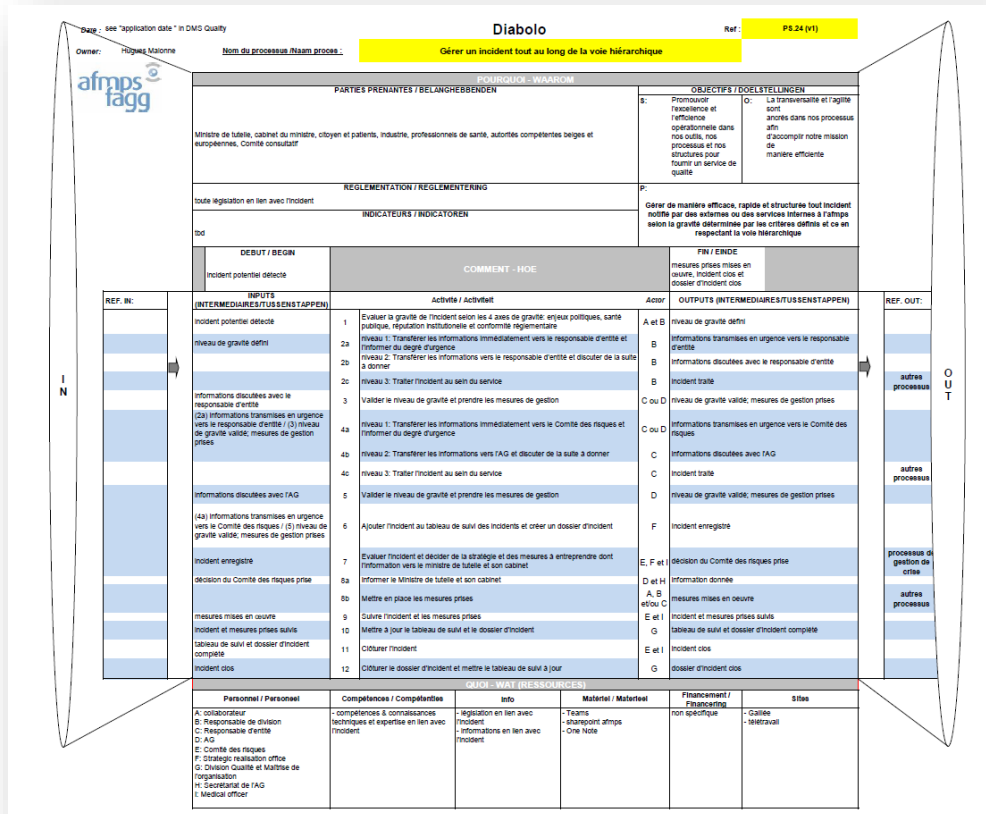 Date : see "application date " in DMS Quality
Diabolo
Ref :
PS.24 (v1)
Owner: Hugues Malonne
Nom du processus /Naam proces :
Gérer un incident tout au long de la voie hiérarchique
afmps
fagg
POURQUOI - WAAROM
PARTIES PRENANTES / BELANGHEBBENDEN
OBJECTIFS / DOELSTELLINGEN
Ministre de tutelle, cabinet du ministre, citoyen et patients, industrie, professionnels de santé, autorités compétentes belges et
européennes, Comité consultatif
S:
Promouvoir
l'excellence et
l'efficience
opérationnelle dans
nos outils, nos
processus et nos
structures pour
fournir un service de
qualité
O:
La transversalité et l'agilité
sont
ancrés dans nos processus
afin
d'accomplir notre mission
de
manière efficiente
REGLEMENTATION / REGLEMENTERING
toute législation en lien avec l'incident
INDICATEURS / INDICATOREN
tbd
P:
Gérer de manière efficace, rapide et structurée tout incident
notifié par des externes ou des services internes à l'afmps
selon la gravité déterminée par les critères définis et ce en
respectant la voie hiérarchique
DEBUT / BEGIN
Incident potentiel détecté
COMMENT - HOE
FIN / EINDE
mesures prises mises en
œuvre, incident clos et
dossier d'incident clos
REF. IN:
INPUTS
(INTERMEDIAIRES/TUSSENSTAPPEN)
Activité / Activiteit
Actor
OUTPUTS (INTERMEDIAIRES/TUSSENSTAPPEN)
REF. OUT:
IN
OUT
incident potentiel détecté
1
Evaluer la gravité de l'incident selon les 4 axes de gravité: enjeux politiques, santé
publique, réputation institutionelle et conformité réglementaire
A et B
niveau de gravité défini
niveau de gravité défini
2a
niveau 1: Transférer les informations immédiatement vers le responsable d'entité et
l'informer du degré d'urgence
B
informations transmises en urgence vers le responsable
d'entité
2b
niveau 2: Transférer les informations vers le responsable d'entité et discuter de la suite
à donner
B
informations discutées avec le responsable d'entité
2c
niveau 3: Traiter l'incident au sein du service
B
incident traité
autres
processus
informations discutées avec le
responsable d'entité
3
Valider le niveau de gravité et prendre les mesures de gestion
C ou D
niveau de gravité validé; mesures de gestion prises
(2a) informations transmises en urgence
vers le responsable d'entité / (3) niveau
de gravité validé; mesures de gestion
prises
4a
niveau 1: Transférer les informations immédiatement vers le Comité des risques et
l'informer du degré d'urgence
C ou D
informations transmises en urgence vers le Comité des
risques
4b
niveau 2: Transférer les informations vers l'AG et discuter de la suite à donner
C
informations discutées avec l'AG
4c
niveau 3: Traiter l'incident au sein du service
C
incident traité
autres
processus
informations discutées avec l'AG
5
Valider le niveau de gravité et prendre les mesures de gestion
D
niveau de gravité validé; mesures de gestion prises
(4a) informations transmises en urgence
vers le Comité des risques / (5) niveau de
gravité validé; mesures de gestion prises
6
Ajouter l'incident au tableau de suivi des incidents et créer un dossier d'incident
F
incident enregistré
incident enregistré
7
Evaluer l'incident et décider de la stratégie et des mesures à entreprendre dont
l'information vers le ministre de tutelle et son cabinet
E, F et I
décision du Comité des risques prise
processus de
gestion de
crise
décision du Comité des risques prise
8a
Informer le Ministre de tutelle et son cabinet
D et H
information donnée
8b
Mettre en place les mesures prises
A, B
et/ou C
mesures mises en oeuvre
autres
processus
mesures mises en œuvre
9
Suivre l'incident et les mesures prises
E et I
incident et mesures prises suivis
incident et mesures prises suivis
10
Mettre à jour le tableau de suivi et le dossier d'incident
G
tableau de suivi et dossier d'incident complété
tableau de suivi et dossier d'incident
complété
11
Clôturer l'incident
E et I
incident clos
incident clos
12
Clôturer le dossier d'incident et mettre le tableau de suivi à jour
G
dossier d'incident clos
QUOI - WAT (RESSOURCES)
Personnel / Personeel
Compétences / Compétenties
Info
Matériel / Materieel
Financement /
Financering
Sites
A: collaborateur
B: Responsable de division
C: Responsable d'entité
D: AG
E: Comité des risques
F: Strategic realisation office
G: Division Qualité et Maîtrise de
l'organisation
H: Secrétariat de l'AG
I: Medical officer
- compétences & connaissances
techniques et expertise en lien avec
l'incident
- législation en lien avec
l'incident
- informations en lien avec
l'incident
- Teams
- sharepoint afmps
- One Note
non spécifique
- Galilée
- télétravail